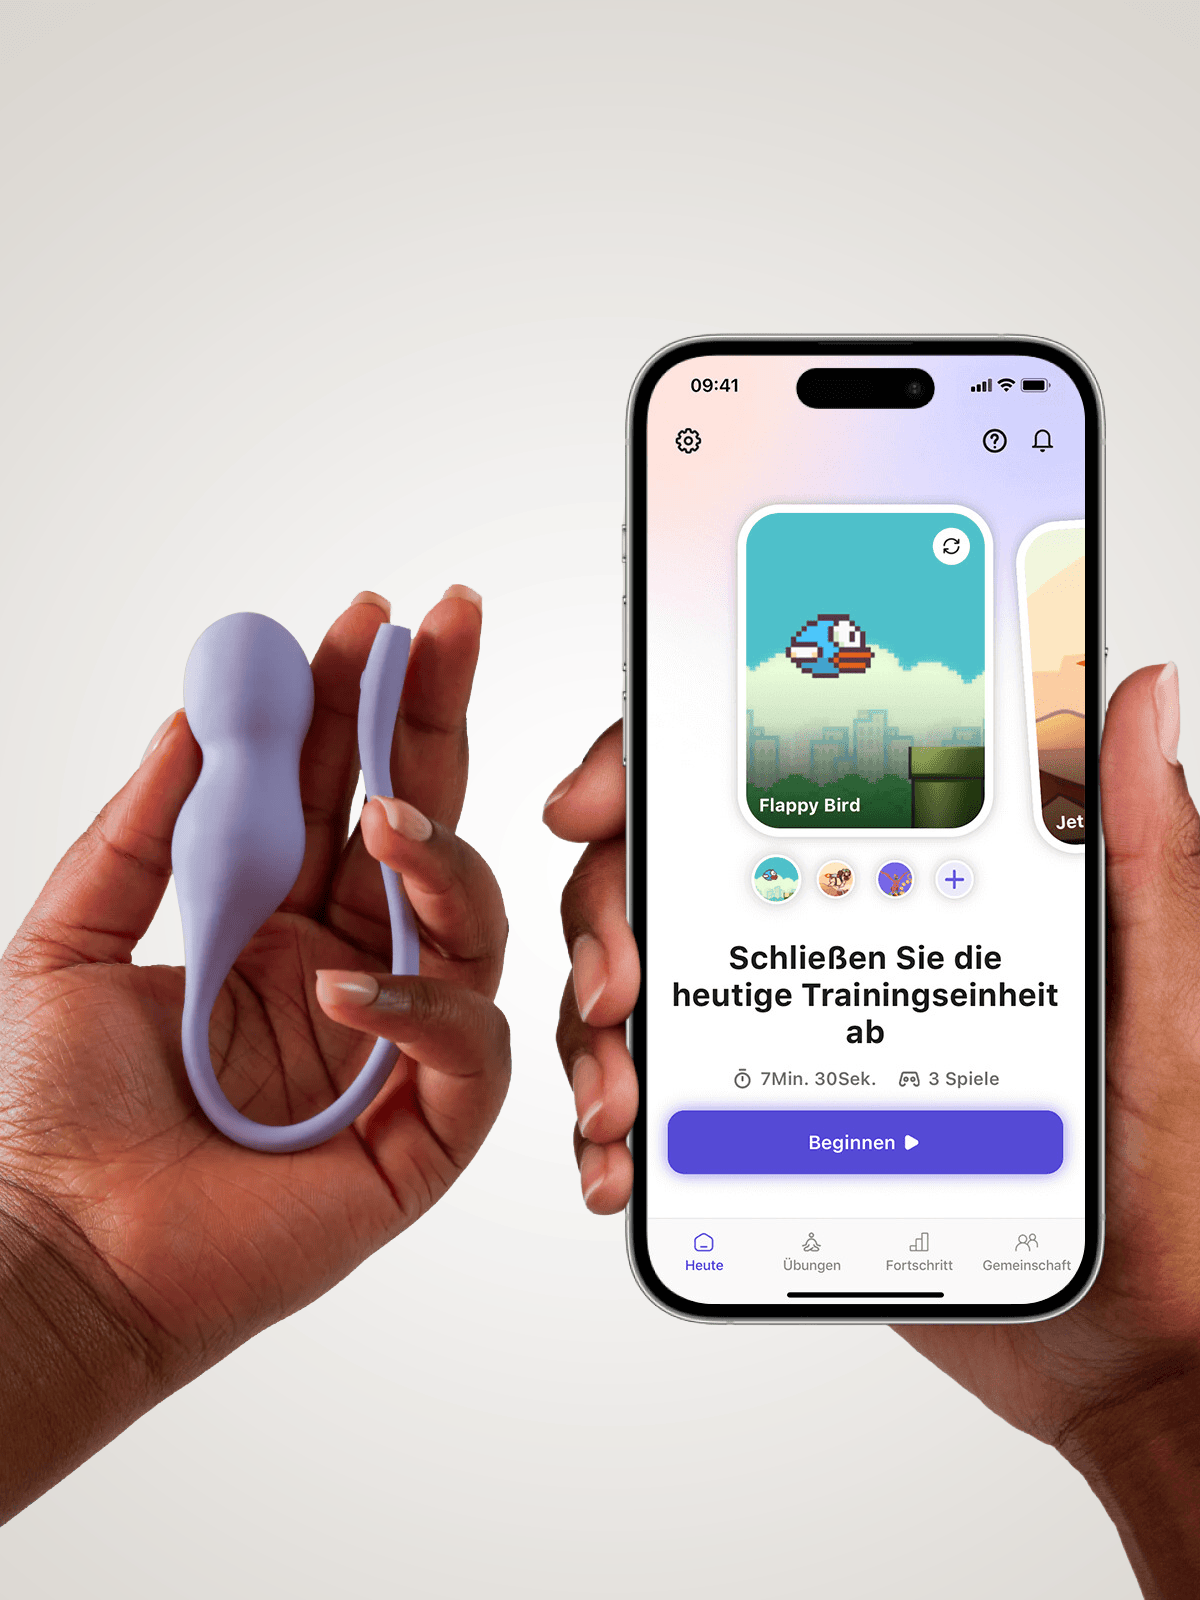 09:41
Flappy Bird
Jet
Schließen Sie die
heutige Trainingseinheit
ab
7Min. 30Sek. 3 Spiele
Beginnen
Heute Übungen Fortschritt Gemeinschaft